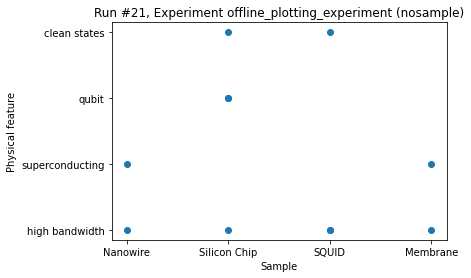 Run #21, Experiment offline_plotting_experiment (nosample)
clean states
qubit
superconducting
high bandwidth
Physical feature
Nanowire Silicon Chip SQUID Membrane
Sample